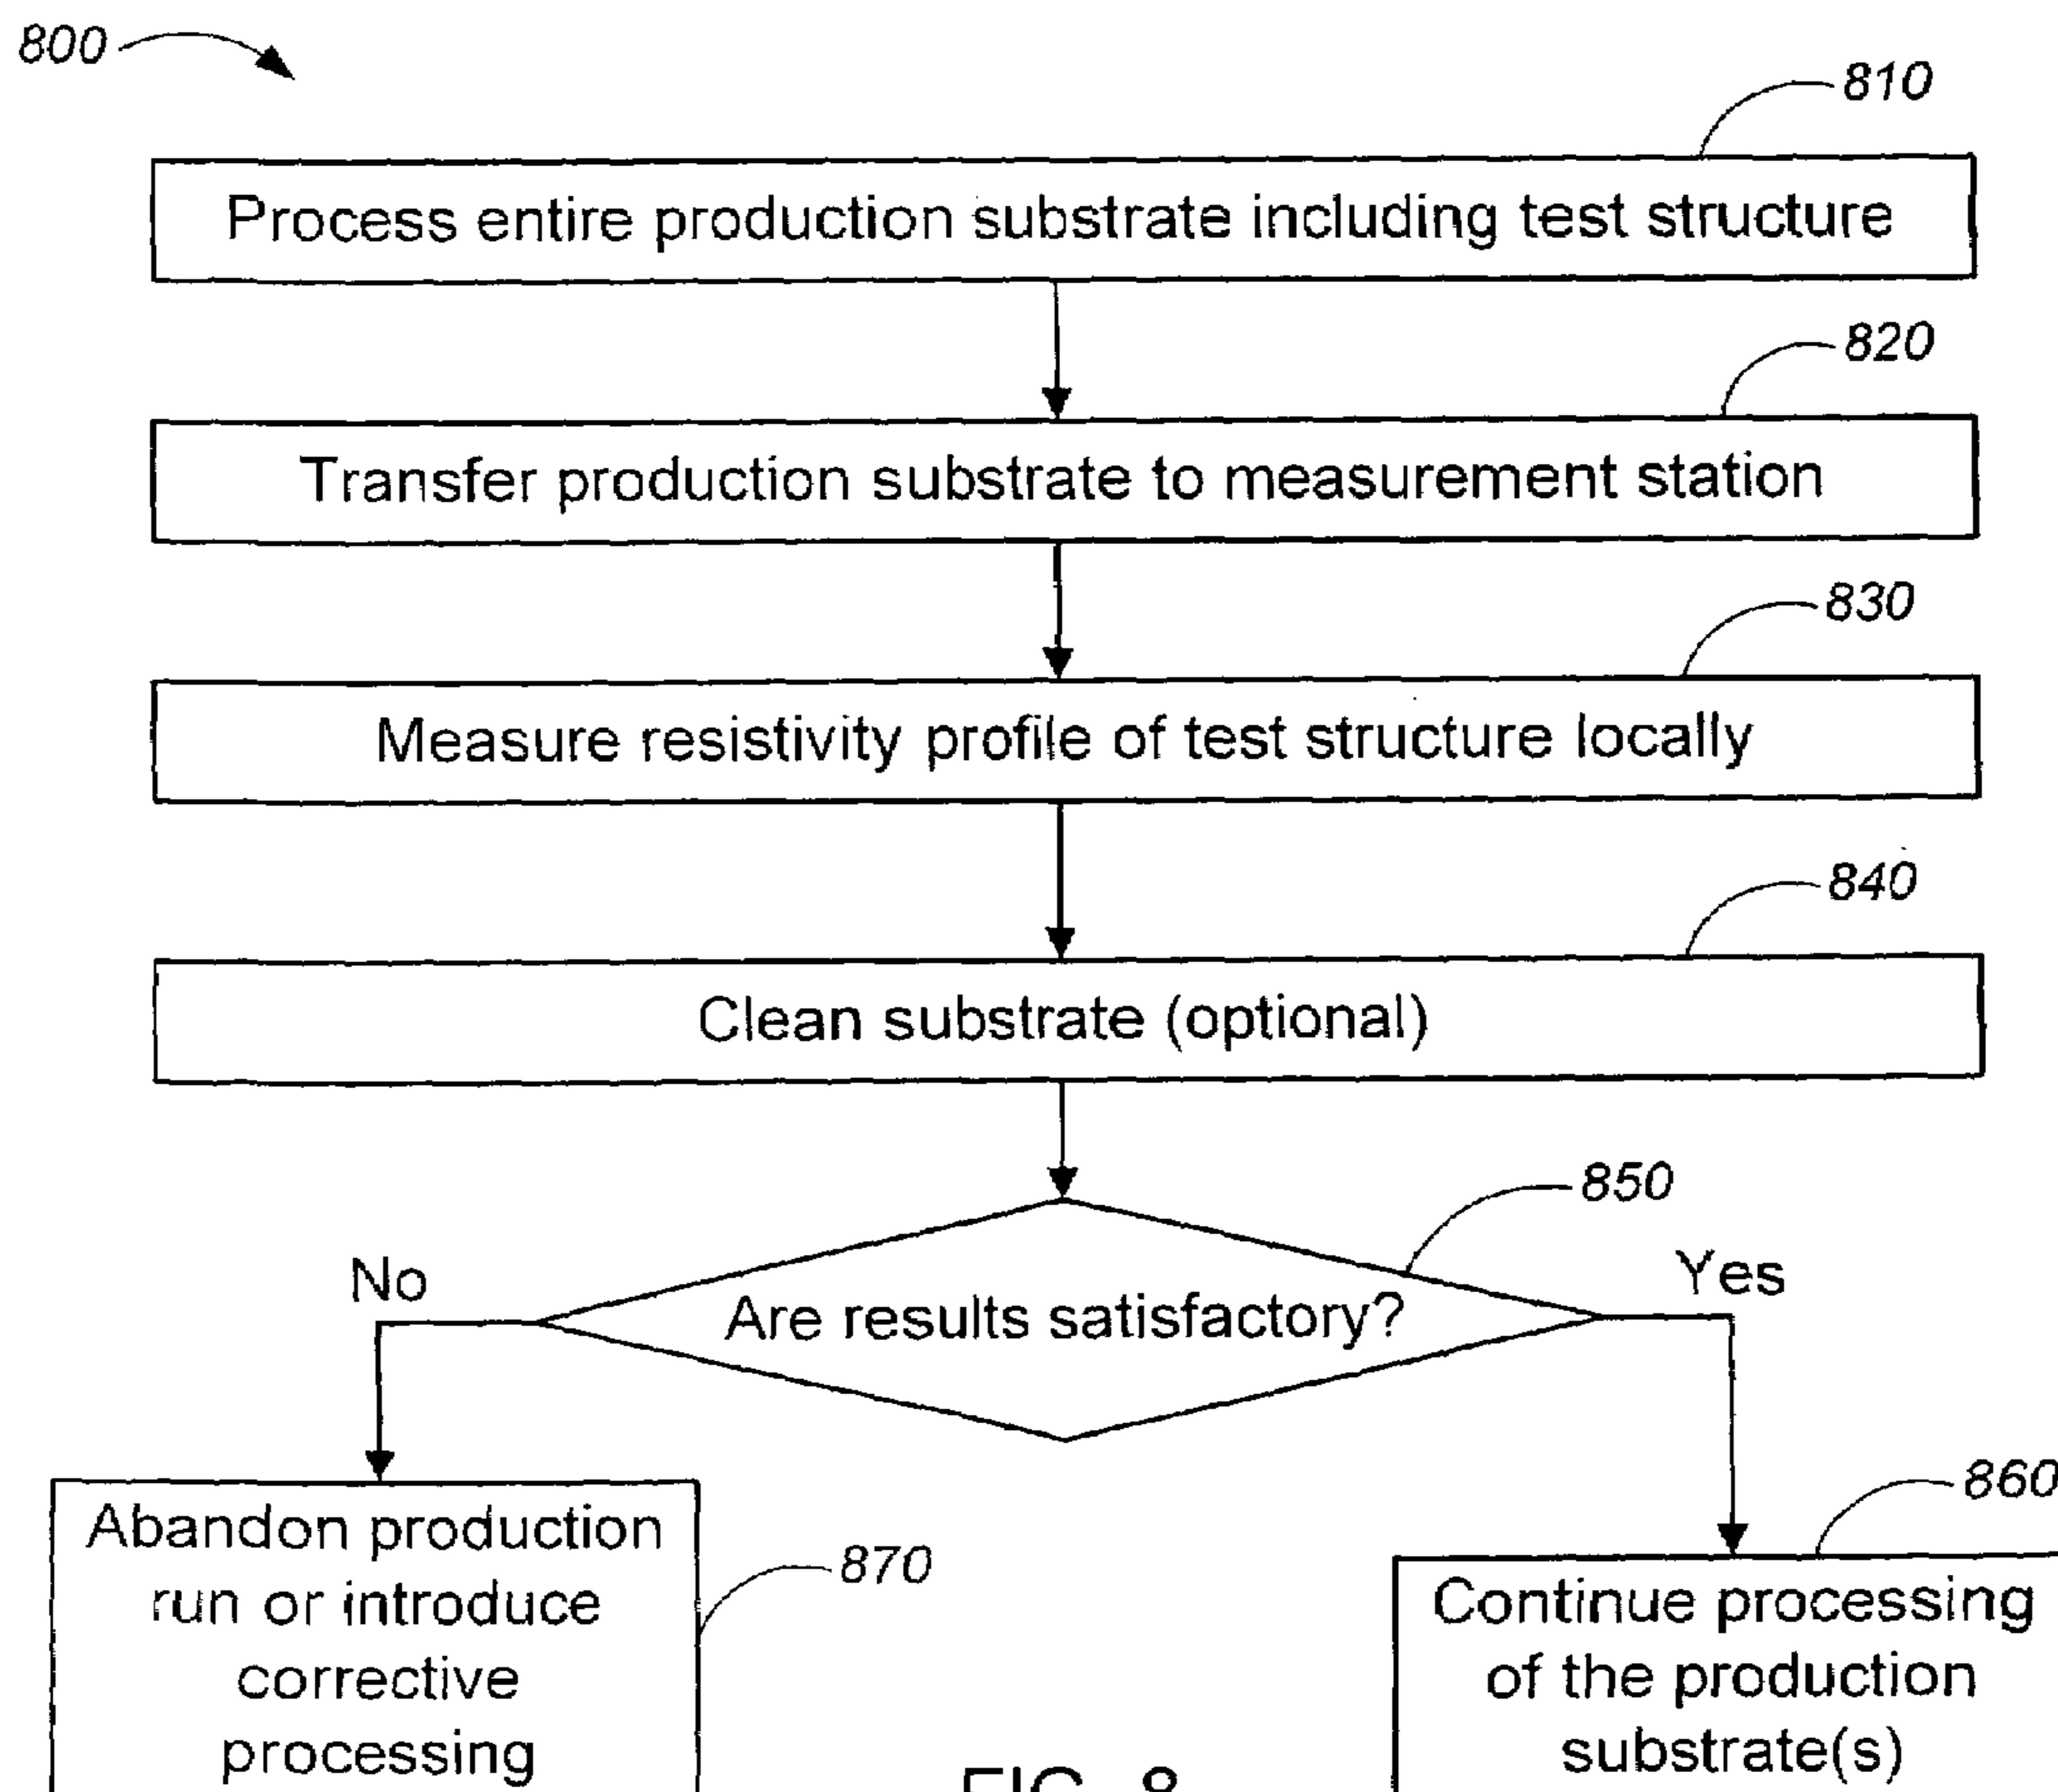 800
810
Process entire production substrate including test structure
820
Transfer production substrate to measurement station
830
Measure resistivity profile of test structure locally
840
Clean substrate (optional)
850
No
Yes
Are results satisfactory?
860
870
Abandon production
run or introduce
corrective
processing
Continue processing
of the production
substrate(s)
FIG. 8